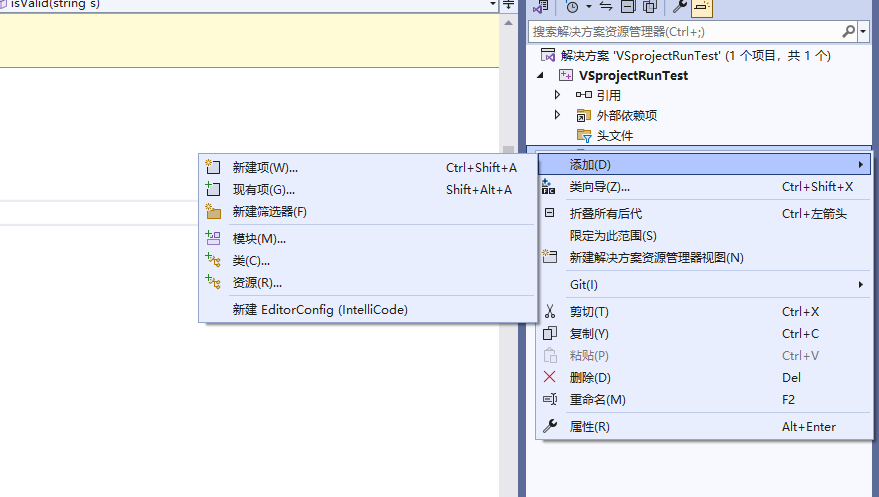 isValid(string s)
搜索解决方案资源管理器(Ctrl+;)
解决方案 'VSprojectRunTest' (1 个项目，共 1 个)
VSprojectRunTest
引用
外部依赖项
头文件
添加(D)
类向导(Z)... Ctrl+Shift+X
折叠所有后代 Ctrl+左箭头
限定为此范围(S)
新建解决方案资源管理器视图(N)
Git(I)
剪切(T) Ctrl+X
复制(Y) Ctrl+C
粘贴(P) Ctrl+V
删除(D) Del
重命名(M) F2
属性(R) Alt+Enter
新建项(W)... Ctrl+Shift+A
现有项(G)... Shift+Alt+A
新建筛选器(F)
模块(M)...
类(C)...
资源(R)...
新建 EditorConfig (IntelliCode)